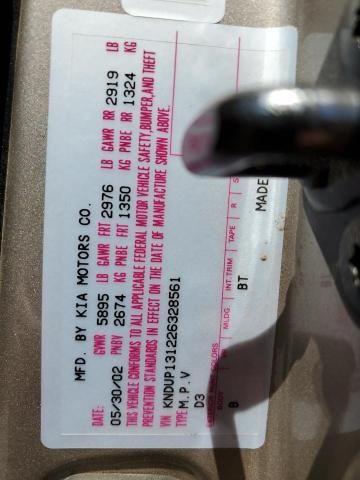 MFD. BY KIA MOTORS CO.
DATE: GVWR 5895 LB GAWR FRT 2976 LB GAWR RR 2919 LB
05/30/02 PNBV 2674 KG PNBE FRT 1350 KG PNBE RR 1324 KG
THIS VEHICLE CONFORMS TO ALL APPLICABLE FEDERAL MOTOR VEHICLE SAFETY, BUMPER, AND THEFT
PREVENTION STANDARDS IN EFFECT ON THE DATE OF MANUFACTURE SHOWN ABOVE.
VIN KNDUP131226328561
TYPE M.P.V
D3
MLDG INT.TRIM TAPE R S
B BT MADE